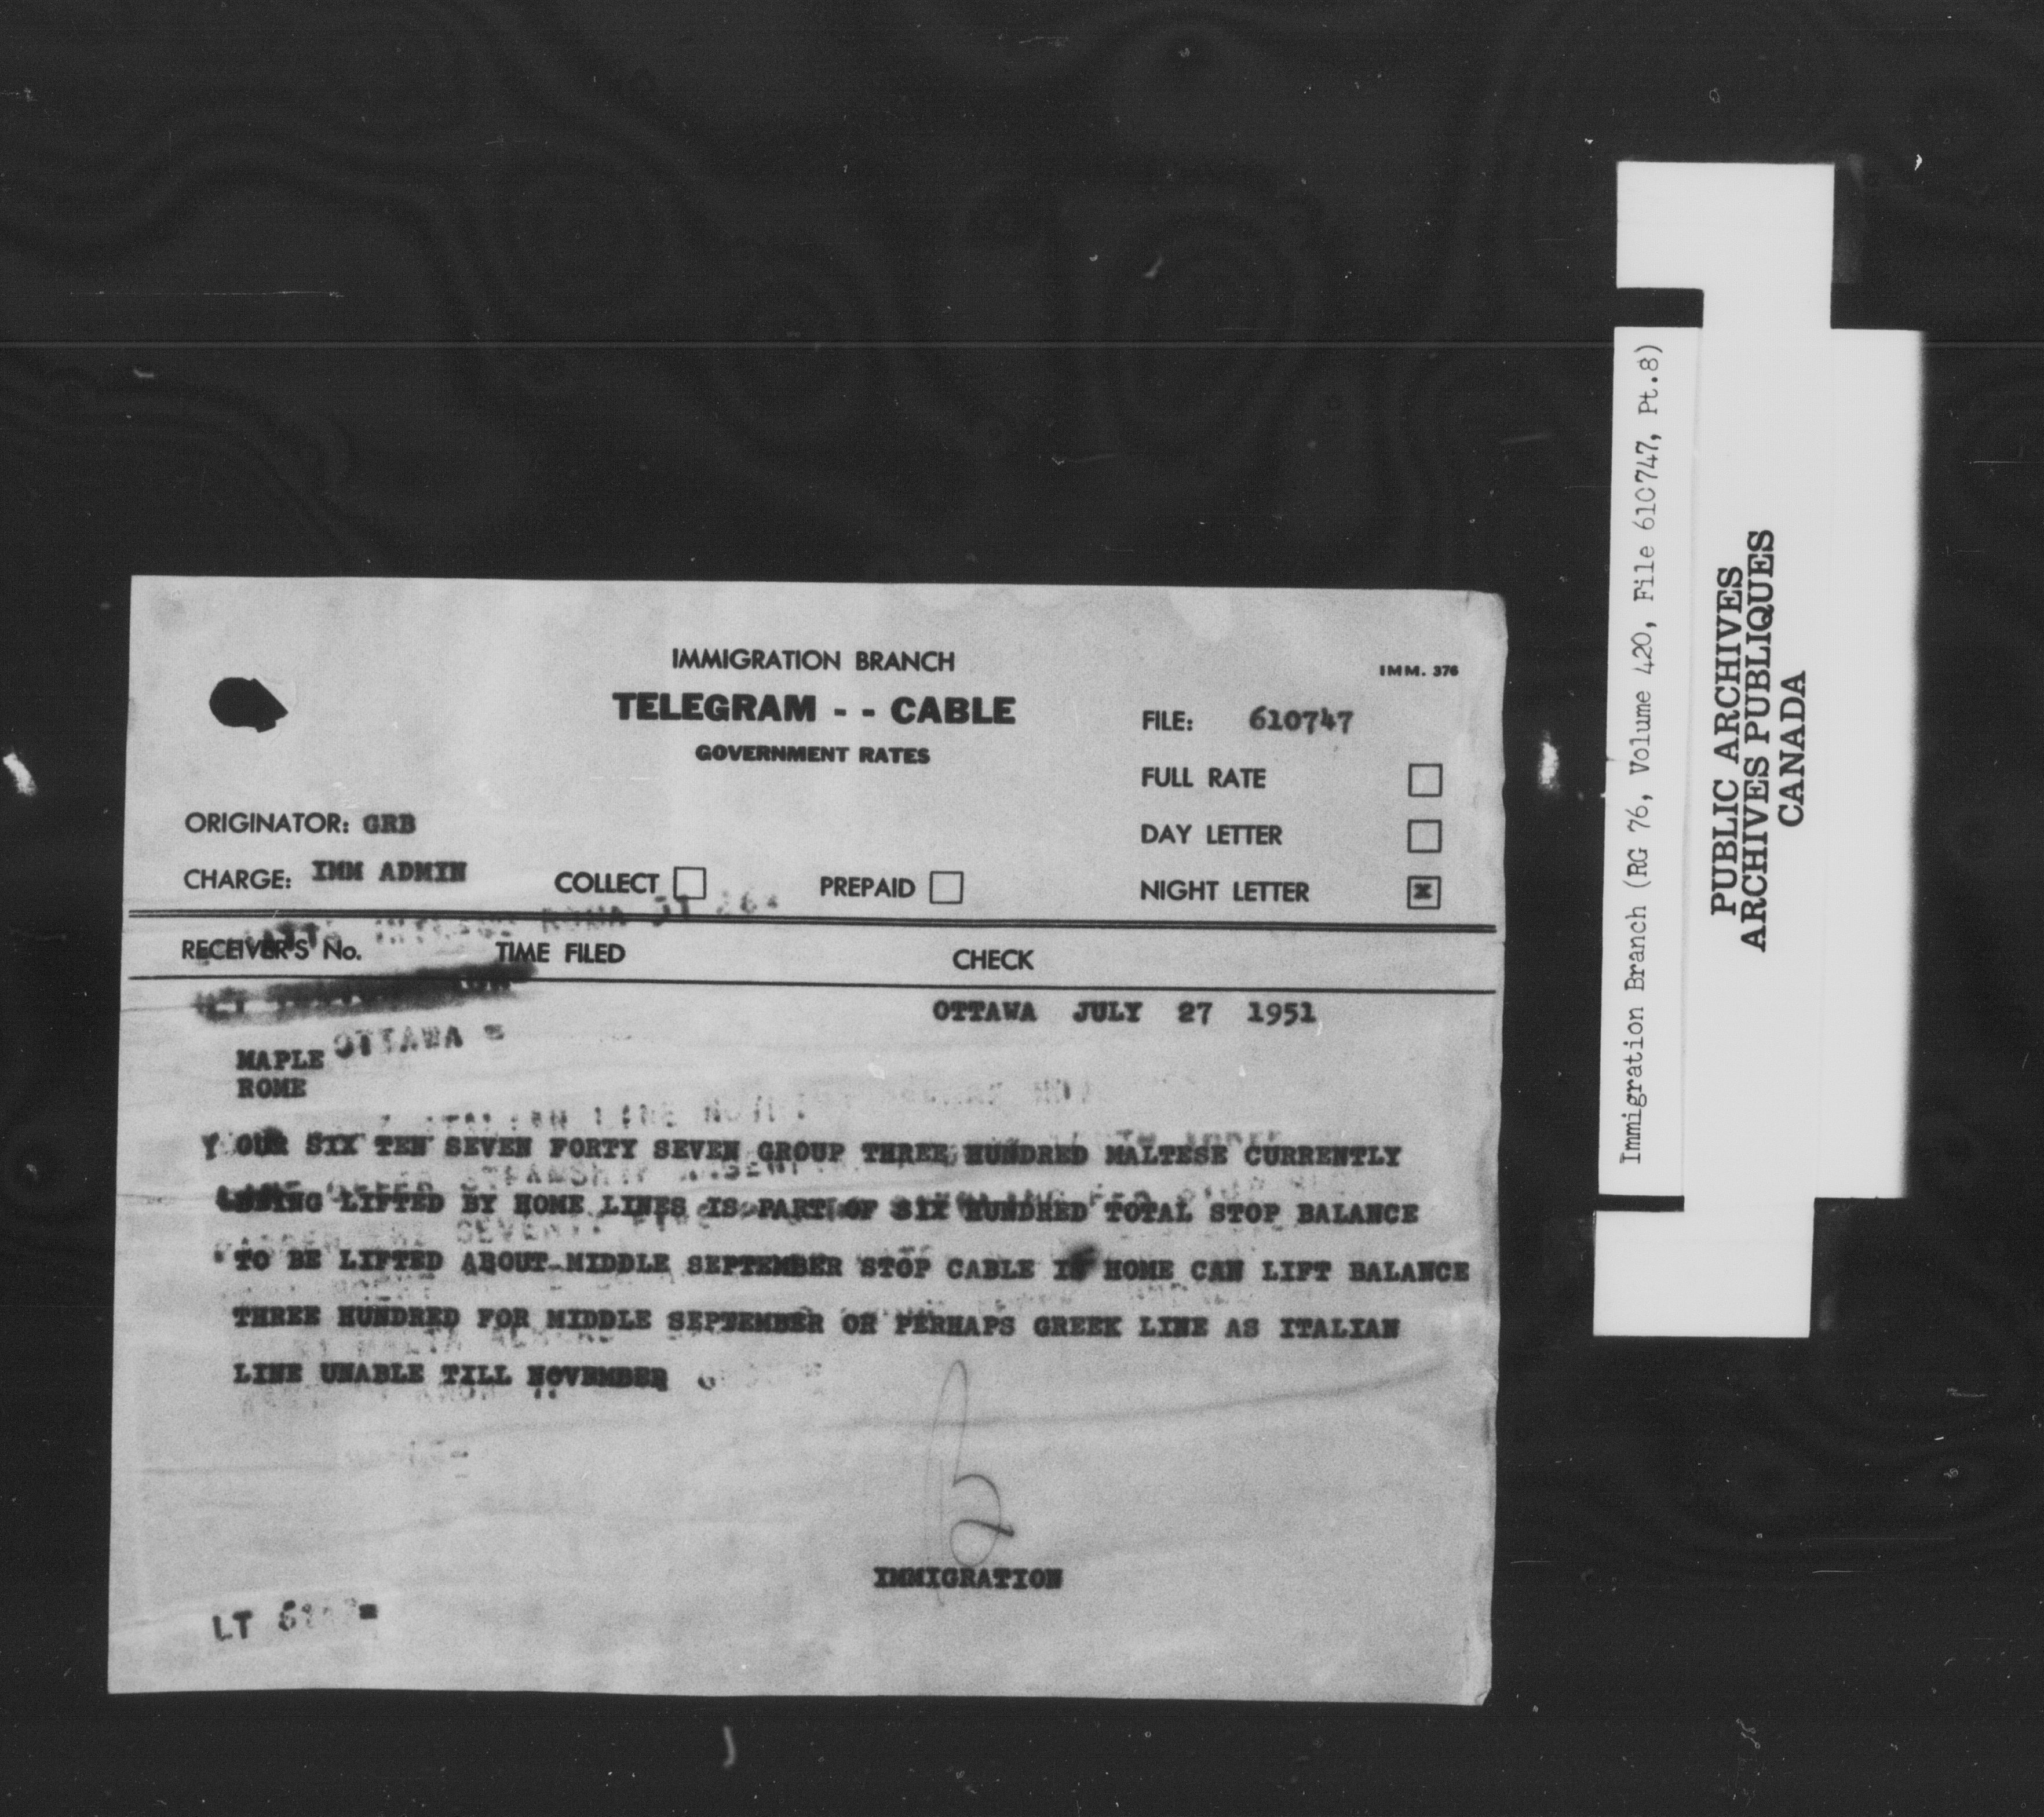 IMMIGRATION BRANCH
IMM. 376
TELEGRAM - - CABLE
FILE: 610747
GOVERNMENT RATES
FULL RATE
ORIGINATOR: GRB
DAY LETTER
CHARGE: IMM ADMIN COLLECT PREPAID NIGHT LETTER X
RECEIVER'S No. TIME FILED CHECK
OTTAWA JULY 27 1951
OTTAWA =
MAPLE
ROME
OUR SIX TEN SEVEN FORTY SEVEN GROUP THREE HUNDRED MALTESE CURRENTLY
BEING LIFTED BY HOME LINES IS PART OF SIX HUNDRED TOTAL STOP BALANCE
TO BE LIFTED ABOUT MIDDLE SEPTEMBER STOP CABLE IF HOME CAN LIFT BALANCE
THREE HUNDRED FOR MIDDLE SEPTEMBER OR PERHAPS GREEK LINE AS ITALIAN
LINE UNABLE TILL NOVEMBER
IMMIGRATION
LT
Immigration Branch (RG 76, Volume 420, File 610747, Pt.8)
PUBLIC ARCHIVES
ARCHIVES PUBLIQUES
CANADA